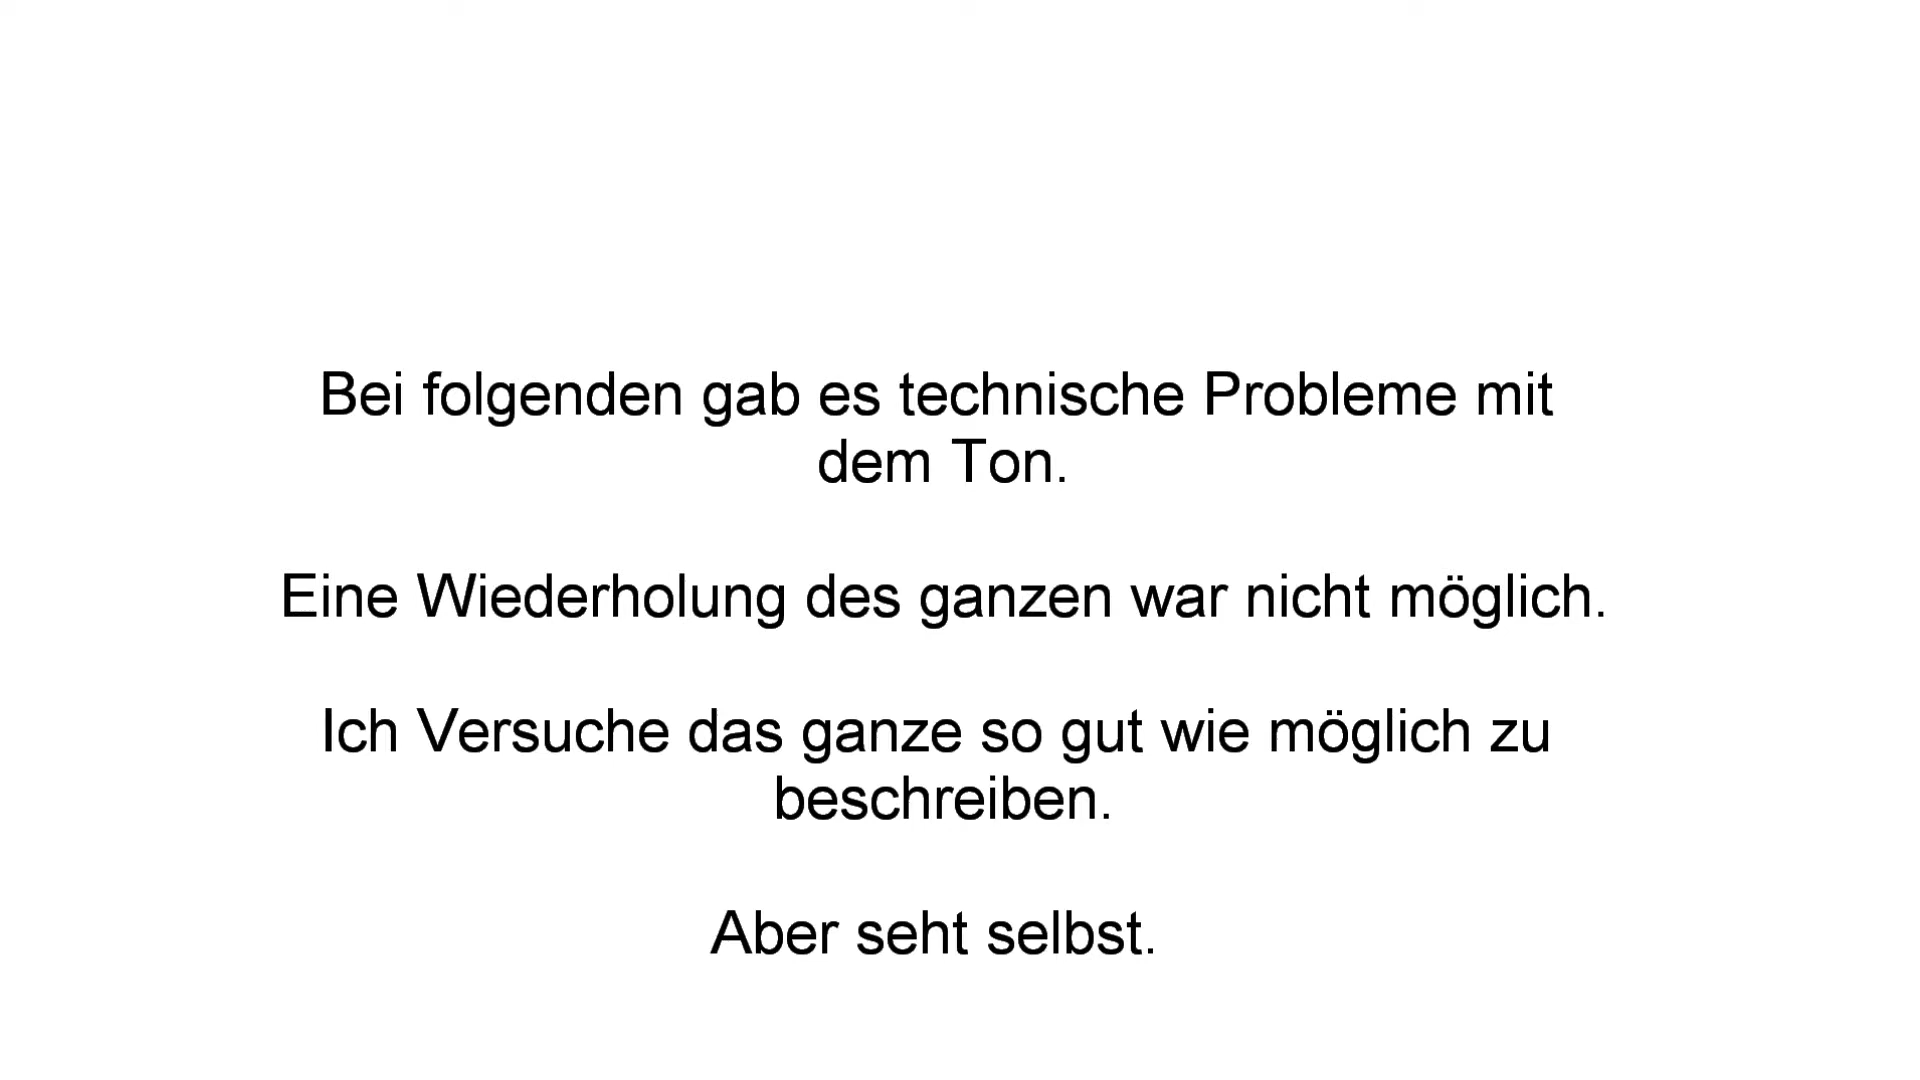 Bei folgenden gab es technische Probleme mit
dem Ton.
Eine Wiederholung des ganzen war nicht möglich.
Ich Versuche das ganze so gut wie möglich zu
beschreiben.
Aber seht selbst.